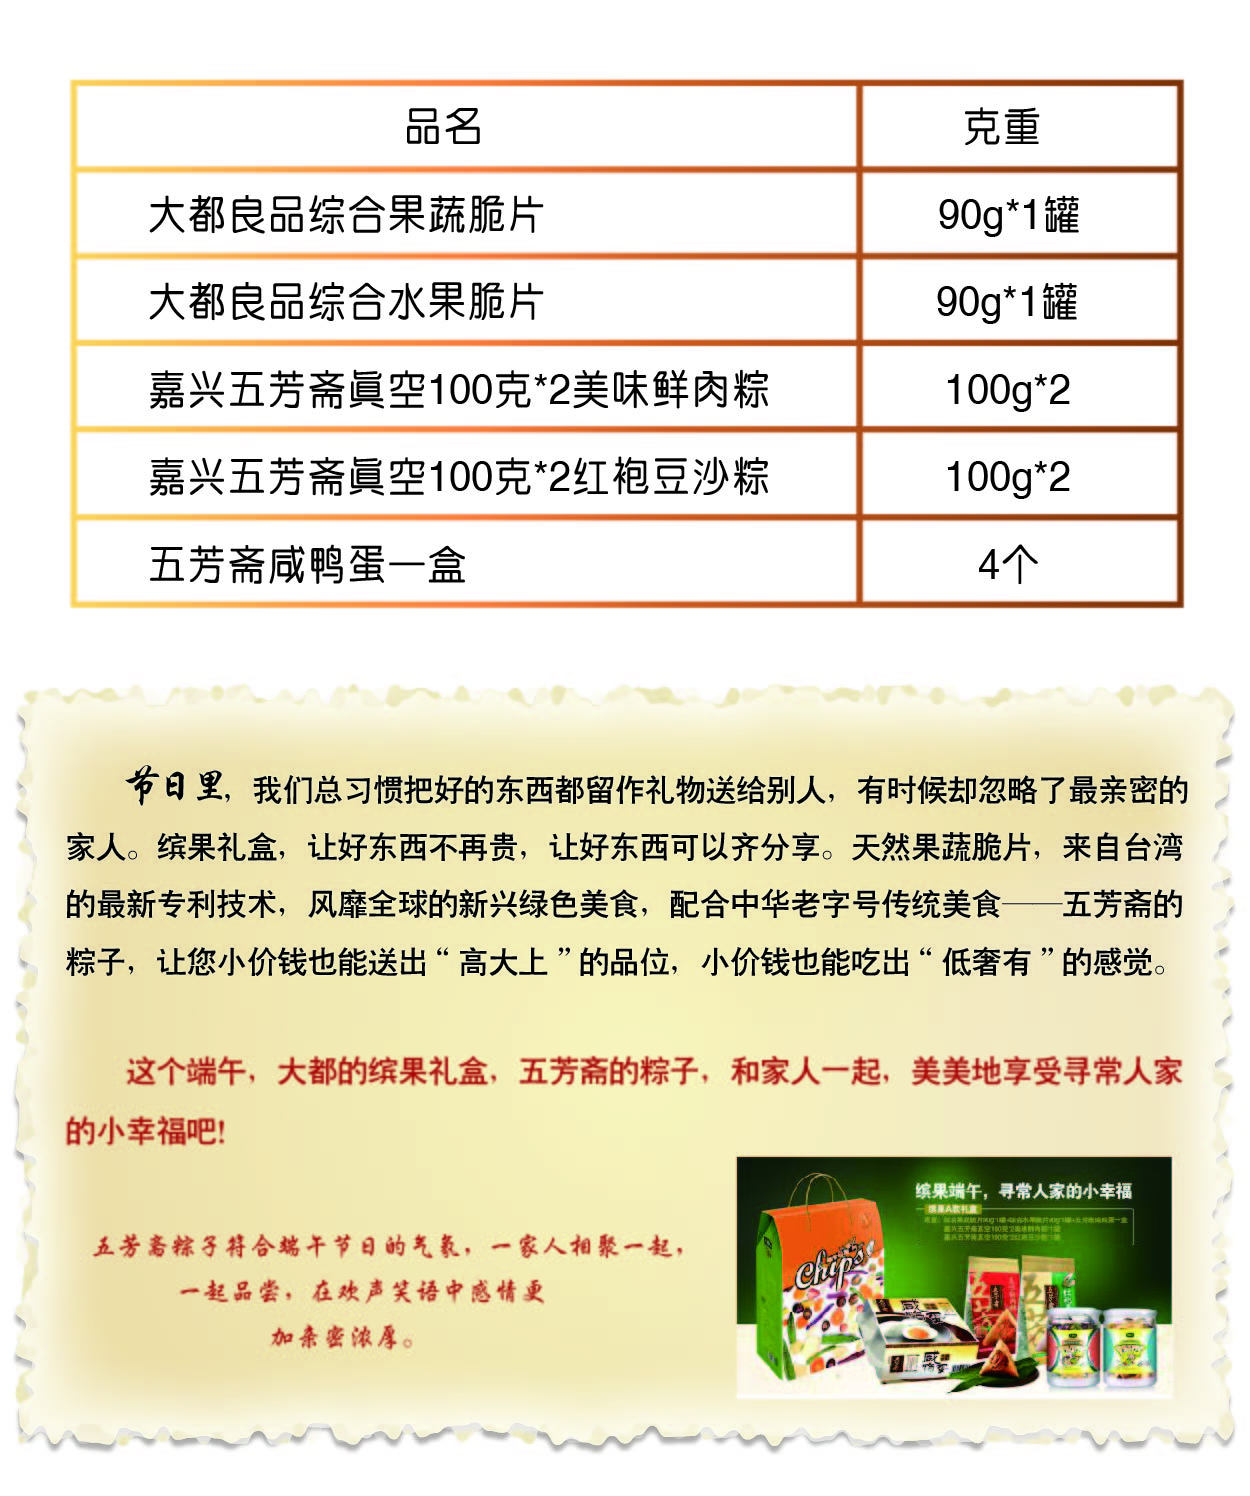 品名 克重
大都良品综合果蔬脆片 90g*1罐
大都良品综合水果脆片 90g*1罐
嘉兴五芳斋眞空100克*2美味鲜肉粽 100g*2
嘉兴五芳斋眞空100克*2红袍豆沙粽 100g*2
五芳斋咸鸭蛋一盒 4个
节日里，我们总习惯把好的东西都留作礼物送给别人，有时候却忽略了最亲密的
家人。缤果礼盒，让好东西不再贵，让好东西可以齐分享。天然果蔬脆片，来自台湾
的最新专利技术，风靡全球的新兴绿色美食，配合中华老字号传统美食——五芳斋的
粽子，让您小价钱也能送出“高大上”的品位，小价钱也能吃出“低奢有”的感觉。
这个端午，大都的缤果礼盒，五芳斋的粽子，和家人一起，美美地享受寻常人家
的小幸福吧!
五芳斋粽子符合端午节日的气氛，一家人相聚一起，
一起品尝，在欢声笑语中感情更
加亲密浓厚。
缤果端午，寻常人家的小幸福
缤果A款礼盒
Chips
咸鸭蛋